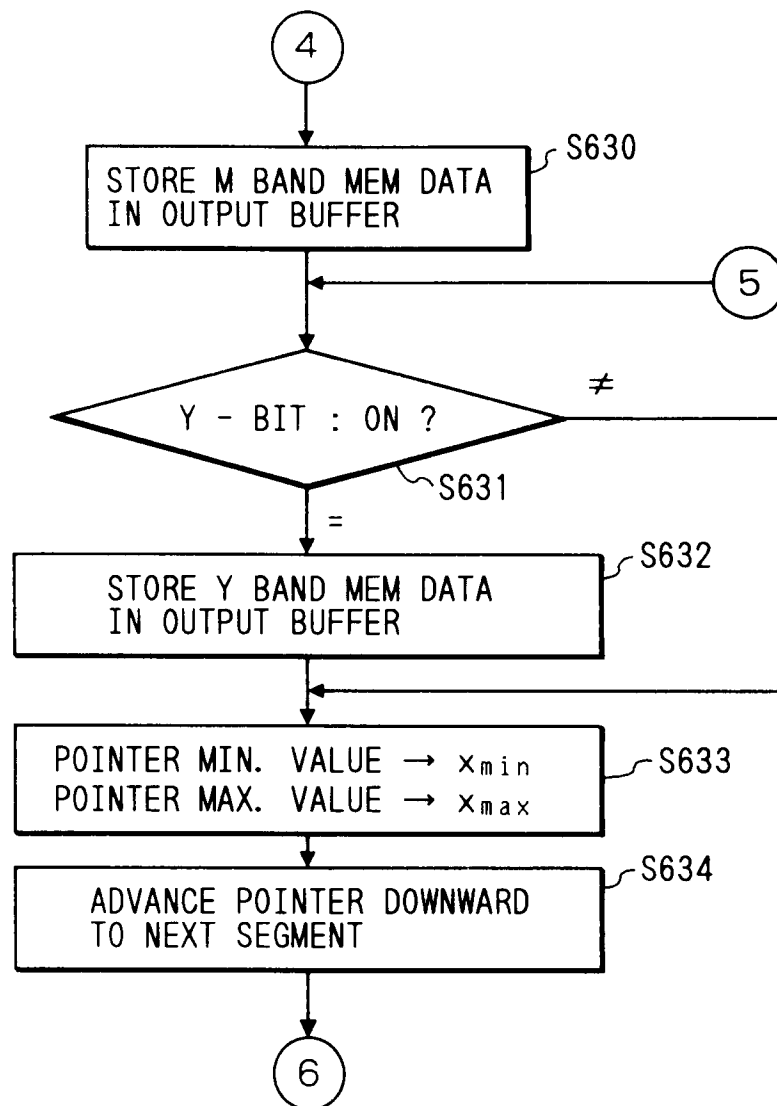 4
S630
STORE M BAND MEM DATA
IN OUTPUT BUFFER
5
≠
Y - BIT : ON ?
S631
=
S632
STORE Y BAND MEM DATA
IN OUTPUT BUFFER
POINTER MIN. VALUE → xmin
S633
POINTER MAX. VALUE → xmax
S634
ADVANCE POINTER DOWNWARD
TO NEXT SEGMENT
6